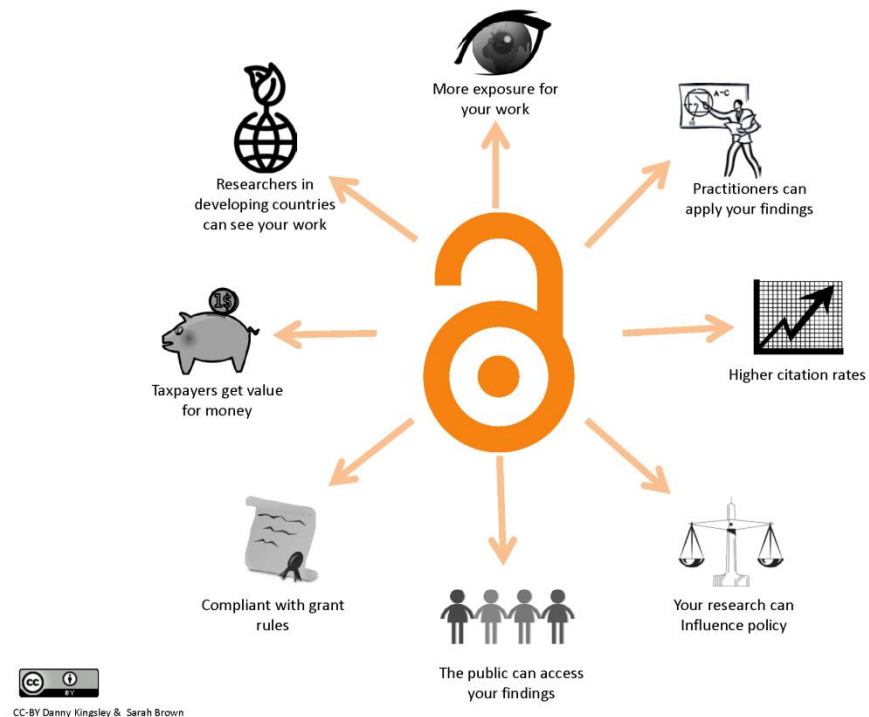 More exposure for
your work
Practitioners can
apply your findings
Higher citation rates
Your research can
Influence policy
The public can access
your findings
Compliant with grant
rules
Taxpayers get value
for money
Researchers in
developing countries
can see your work
A-C
1$
cc
BY
CC-BY Danny Kingsley & Sarah Brown